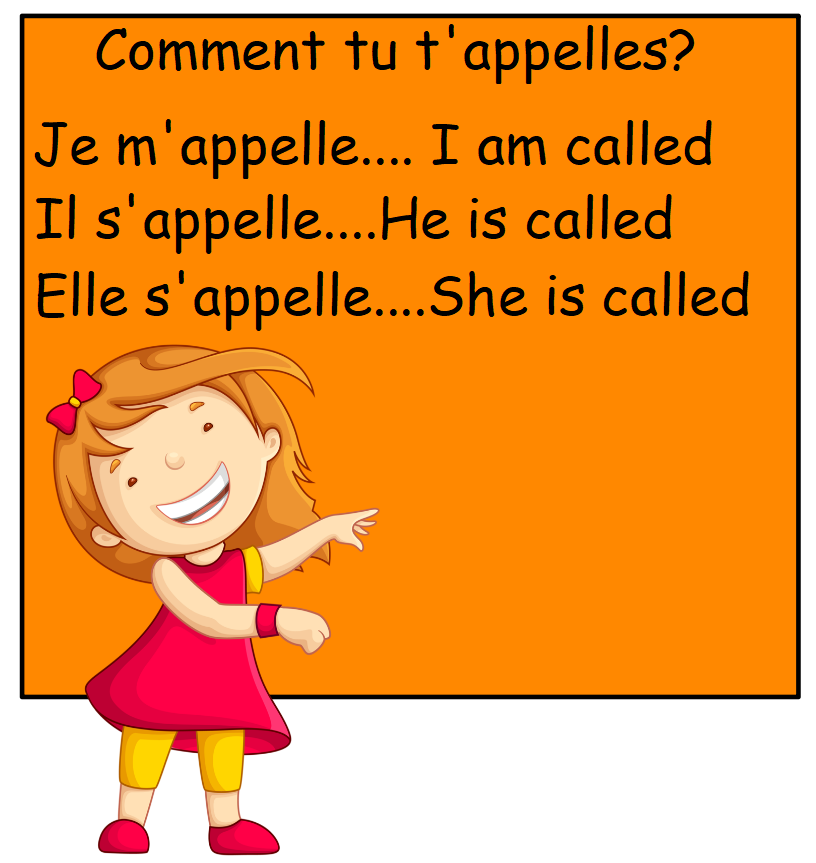 Comment tu t'appelles?
Je m'appelle.... I am called
Il s'appelle....He is called
Elle s'appelle....She is called